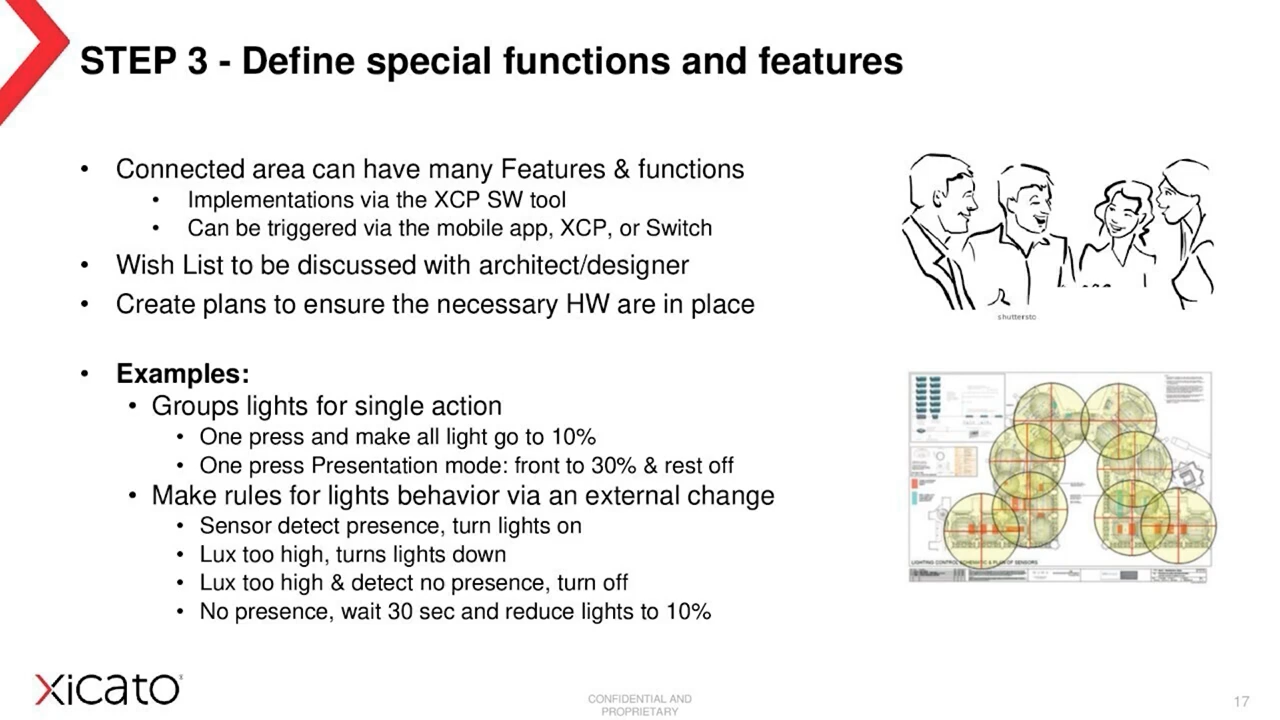 STEP 3 - Define special functions and features
• Connected area can have many Features & functions
• Implementations via the XCP SW tool
• Can be triggered via the mobile app, XCP, or Switch
• Wish List to be discussed with architect/designer
• Create plans to ensure the necessary HW are in place
• Examples:
• Groups lights for single action
• One press and make all light go to 10%
• One press Presentation mode: front to 30% & rest off
• Make rules for lights behavior via an external change
• Sensor detect presence, turn lights on
• Lux too high, turns lights down
• Lux too high & detect no presence, turn off
• No presence, wait 30 sec and reduce lights to 10%
shuttersto
LIGHTING CONTROL SCHEMATIC & PLAN OF SENSORS
xicato
CONFIDENTIAL AND
PROPRIETARY
17